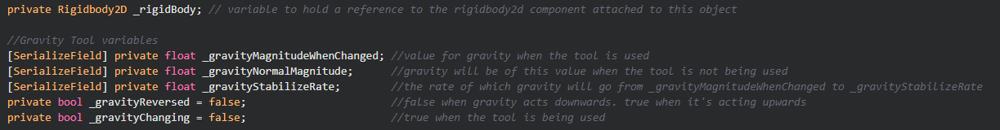 private Rigidbody2D _rigidBody; // variable to hold a reference to the rigidbody2d component attached to this object
//Gravity Tool variables
[SerializeField] private float _gravityMagnitudeWhenChanged; //value for gravity when the tool is used
[SerializeField] private float _gravityNormalMagnitude; //gravity will be of this value when the tool is not being used
[SerializeField] private float _gravityStabilizeRate; //the rate of which gravity will go from _gravityMagnitudeWhenChanged to _gravityStabilizeRate
private bool _gravityReversed = false; //false when gravity acts downwards. true when it's acting upwards
private bool _gravityChanging = false; //true when the tool is being used